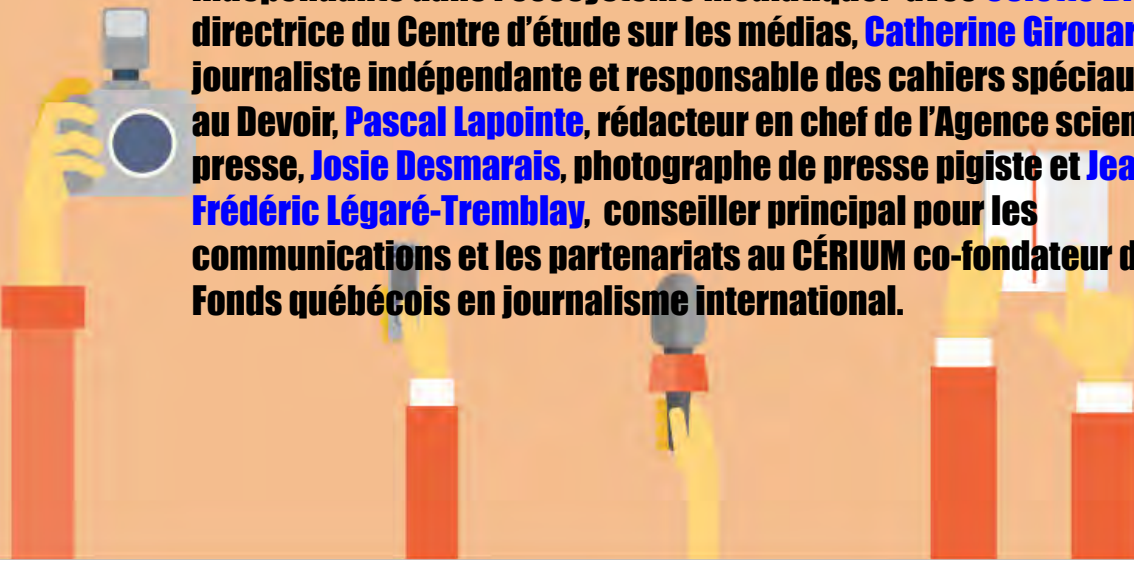 directrice du Centre d'étude sur les médias, Catherine Girouar
journaliste indépendante et responsable des cahiers spéciau
au Devoir, Pascal Lapointe, rédacteur en chef de l'Agence scien
presse, Josie Desmarais, photographe de presse pigiste et Jea
Frédéric Légaré-Tremblay, conseiller principal pour les
communications et les partenariats au CÉRIUM co-fondateur d
Fonds québécois en journalisme international.